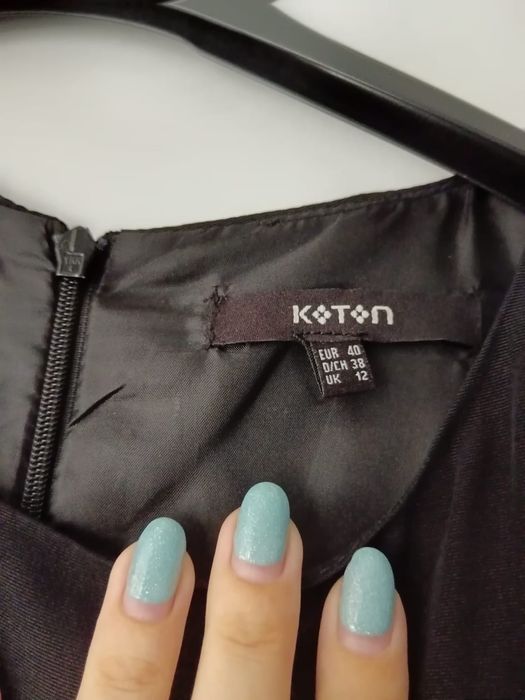 KOTON
EUR 40
D/CH 38
UK 12